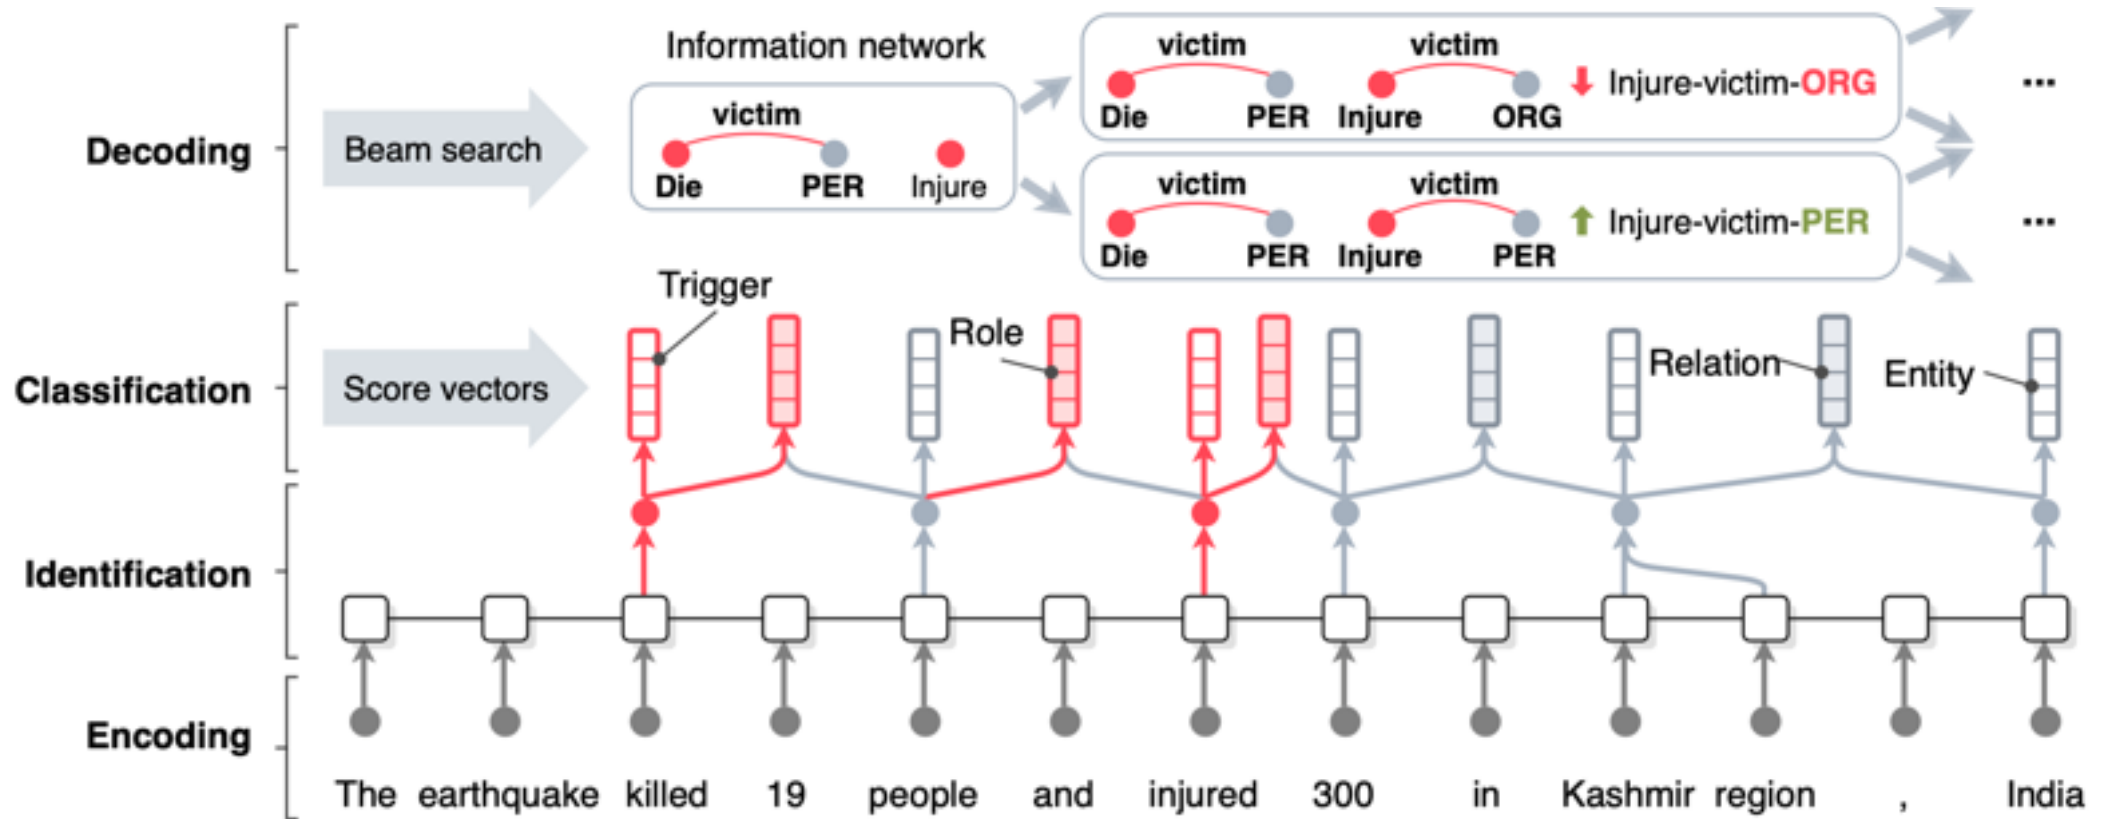 Information network
Decoding
Beam search
victim
Die PER Injure
victim victim
Die PER Injure ORG
Injure-victim-ORG
...
victim victim
Die PER Injure PER
Injure-victim-PER
...
Classification
Score vectors
Trigger
Role
Relation
Entity
Identification
Encoding
The earthquake killed 19 people and injured 300 in Kashmir region , India